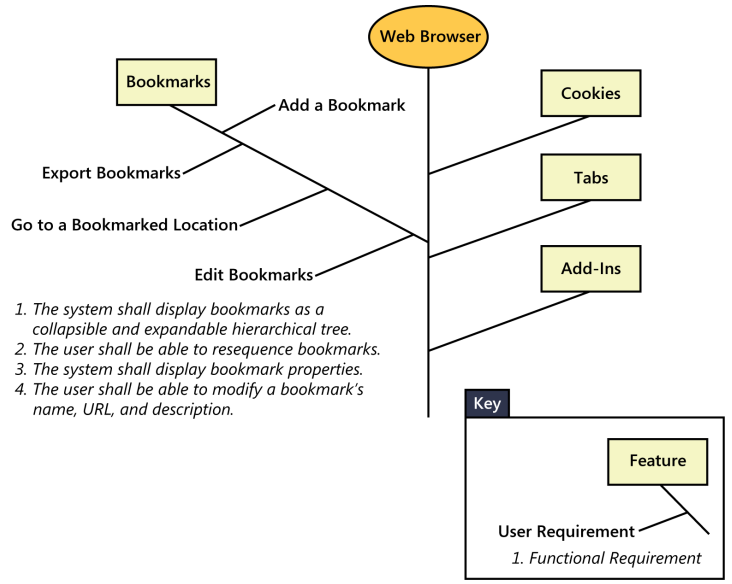 Web Browser
Bookmarks
Cookies
Add a Bookmark
Export Bookmarks
Tabs
Go to a Bookmarked Location
Edit Bookmarks
Add-Ins
1. The system shall display bookmarks as a
collapsible and expandable hierarchical tree.
2. The user shall be able to resequence bookmarks.
3. The system shall display bookmark properties.
4. The user shall be able to modify a bookmark's
name, URL, and description.
Key
Feature
User Requirement
1. Functional Requirement